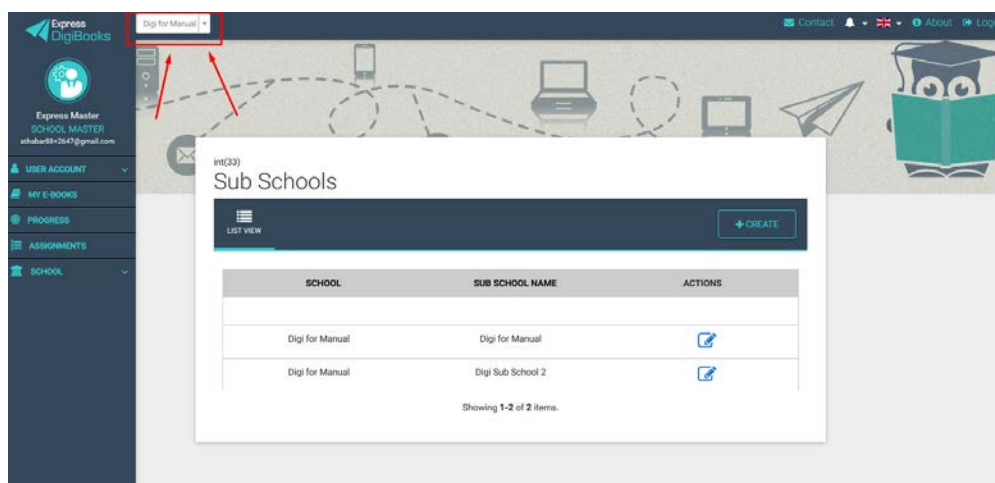 Express
DigiBooks
Digi for Manual
Contact
About
Express Master
SCHOOL MASTER
USER ACCOUNT
MY E-BOOKS
PROGRESS
ASSIGNMENTS
SCHOOL
int(33)
Sub Schools
LIST VIEW
+ CREATE
SCHOOL SUB SCHOOL NAME ACTIONS
Digi for Manual Digi for Manual
Digi for Manual Digi Sub School 2
Showing 1-2 of 2 items.